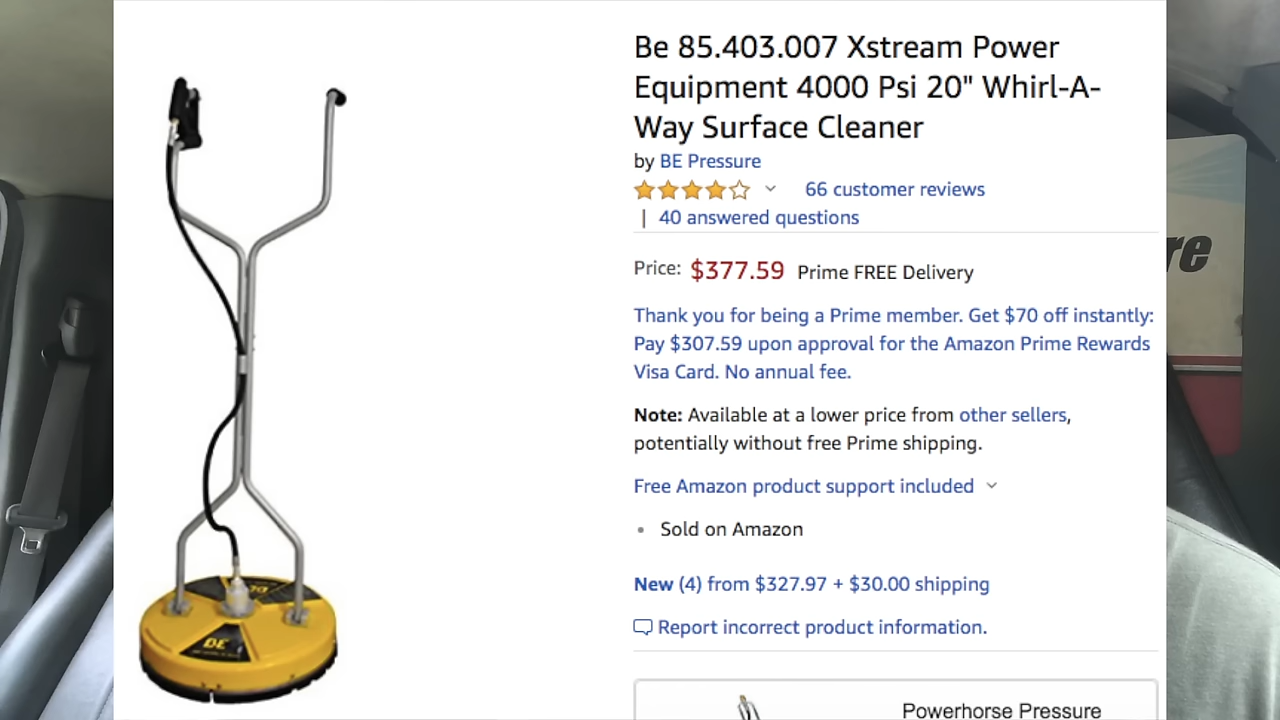 Be 85.403.007 Xstream Power
Equipment 4000 Psi 20" Whirl-A-
Way Surface Cleaner
by BE Pressure
66 customer reviews
| 40 answered questions
Price: $377.59 Prime FREE Delivery
Thank you for being a Prime member. Get $70 off instantly:
Pay $307.59 upon approval for the Amazon Prime Rewards
Visa Card. No annual fee.
Note: Available at a lower price from other sellers,
potentially without free Prime shipping.
Free Amazon product support included
• Sold on Amazon
New (4) from $327.97 + $30.00 shipping
Report incorrect product information.
Powerhorse Pressure
BE
re